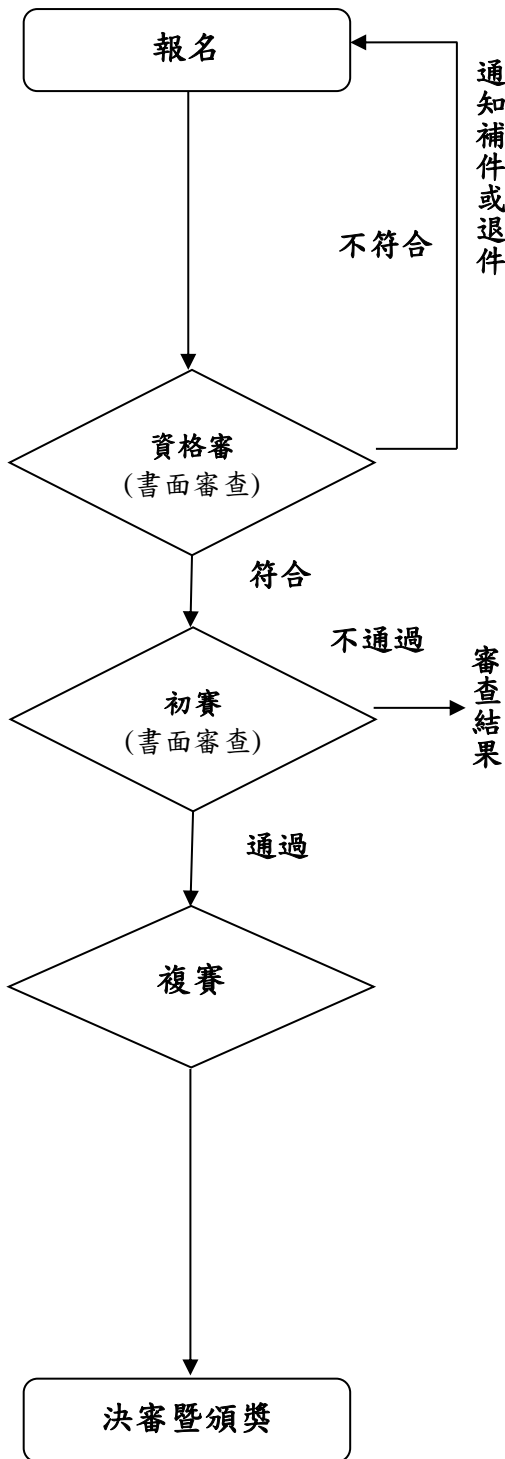 報名
通知補件或退件
不符合
資格審
(書面審查)
符合
不通過
初賽
(書面審查)
審查結果
通過
複賽
決審暨頒獎